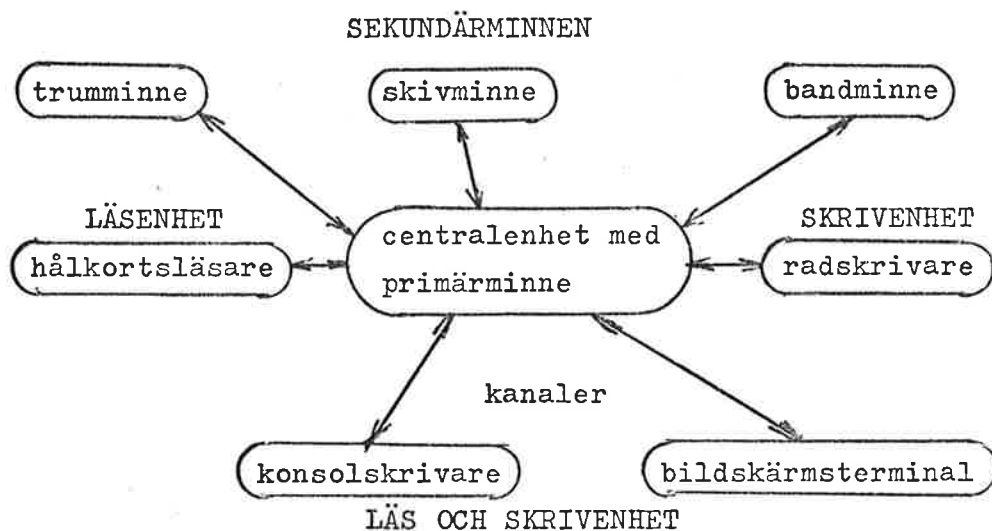 SEKUNDÄRMINNEN
trumminne
skivminne
bandminne
LÄSENHET
SKRIVENHET
hålkortsläsare
centralenhet med
primärminne
radskrivare
kanaler
konsolskrivare
bildskärmsterminal
LÄS OCH SKRIVENHET